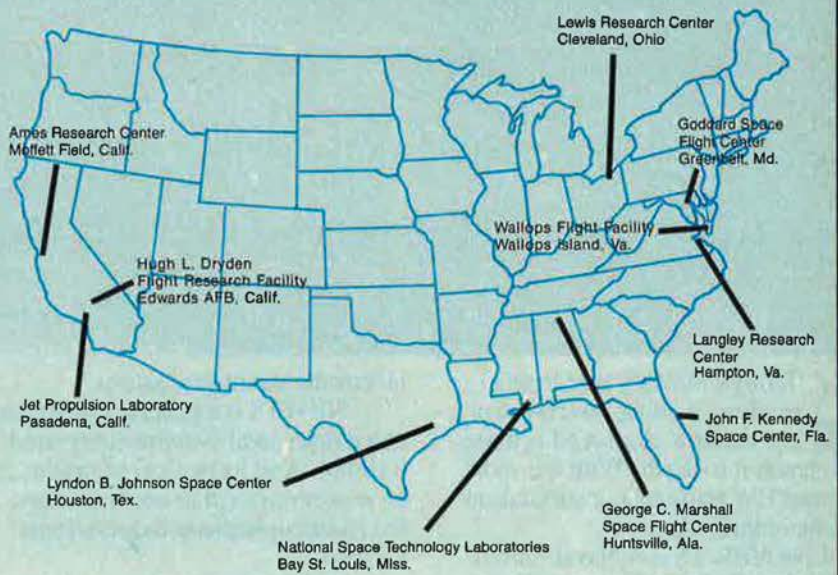 Lewis Research Center
Cleveland, Ohio
Ames Research Center
Moffett Field, Calif.
Goddard Space
Flight Center
Greenbelt, Md.
Wallops Flight Facility
Wallops Island, Va.
Hugh L. Dryden
Flight Research Facility
Edwards AFB, Calif.
Langley Research
Center
Hampton, Va.
Jet Propulsion Laboratory
Pasadena, Calif.
John F. Kennedy
Space Center, Fla.
Lyndon B. Johnson Space Center
Houston, Tex.
George C. Marshall
Space Flight Center
Huntsville, Ala.
National Space Technology Laboratories
Bay St. Louis, Miss.